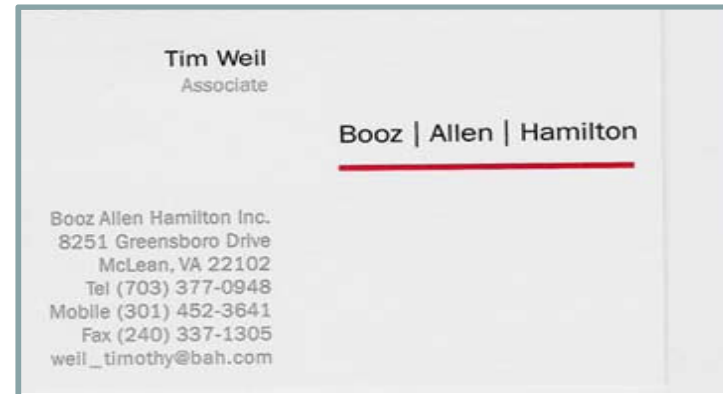 Tim Weil
Associate
Booz | Allen | Hamilton
Booz Allen Hamilton Inc.
8251 Greensboro Drive
McLean, VA 22102
Tel (703) 377-0948
Mobile (301) 452-3641
Fax (240) 337-1305
weil_timothy@bah.com